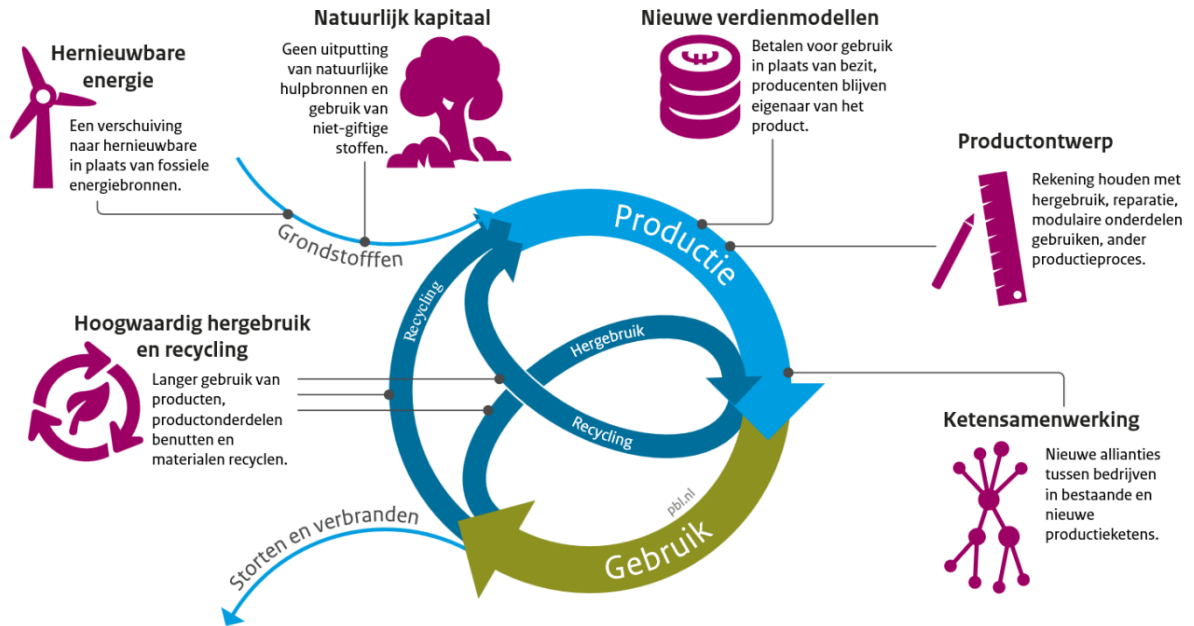 Natuurlijk kapitaal
Geen uitputting
van natuurlijke
hulpbronnen en
gebruik van
niet-giftige
stoffen.
Nieuwe verdienmodellen
Betalen voor gebruik
in plaats van bezit,
producenten blijven
eigenaar van het
product.
Hernieuwbare
energie
Een verschuiving
naar hernieuwbare
in plaats van fossiele
energiebronnen.
Productontwerp
Rekening houden met
hergebruik, reparatie,
modulaire onderdelen
gebruiken, ander
productieproces.
Grondstofffen
Productie
Recycling
Hergebruik
Recycling
Hoogwaardig hergebruik
en recycling
Langer gebruik van
producten,
productonderdelen
benutten en
materialen recyclen.
Ketensamenwerking
Nieuwe allianties
tussen bedrijven
in bestaande en
nieuwe
productieketens.
pbl.nl
Gebruik
Storten en verbranden